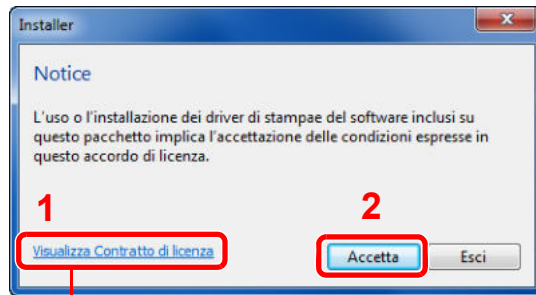 Installer
Notice
L'uso o l'installazione dei driver di stampae del software inclusi su
questo pacchetto implica l'accettazione delle condizioni espresse in
questo accordo di licenza.
1
2
Visualizza Contratto di licenza
Accetta
Esci